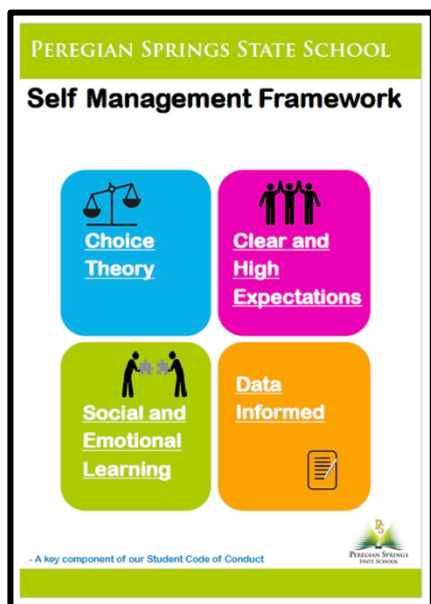 PEREGIAN SPRINGS STATE SCHOOL
Self Management Framework
Choice
Theory
Clear and
High
Expectations
Social and
Emotional
Learning
Data
Informed
- A key component of our Student Code of Conduct
PS
PEREGIAN SPRINGS
STATE SCHOOL